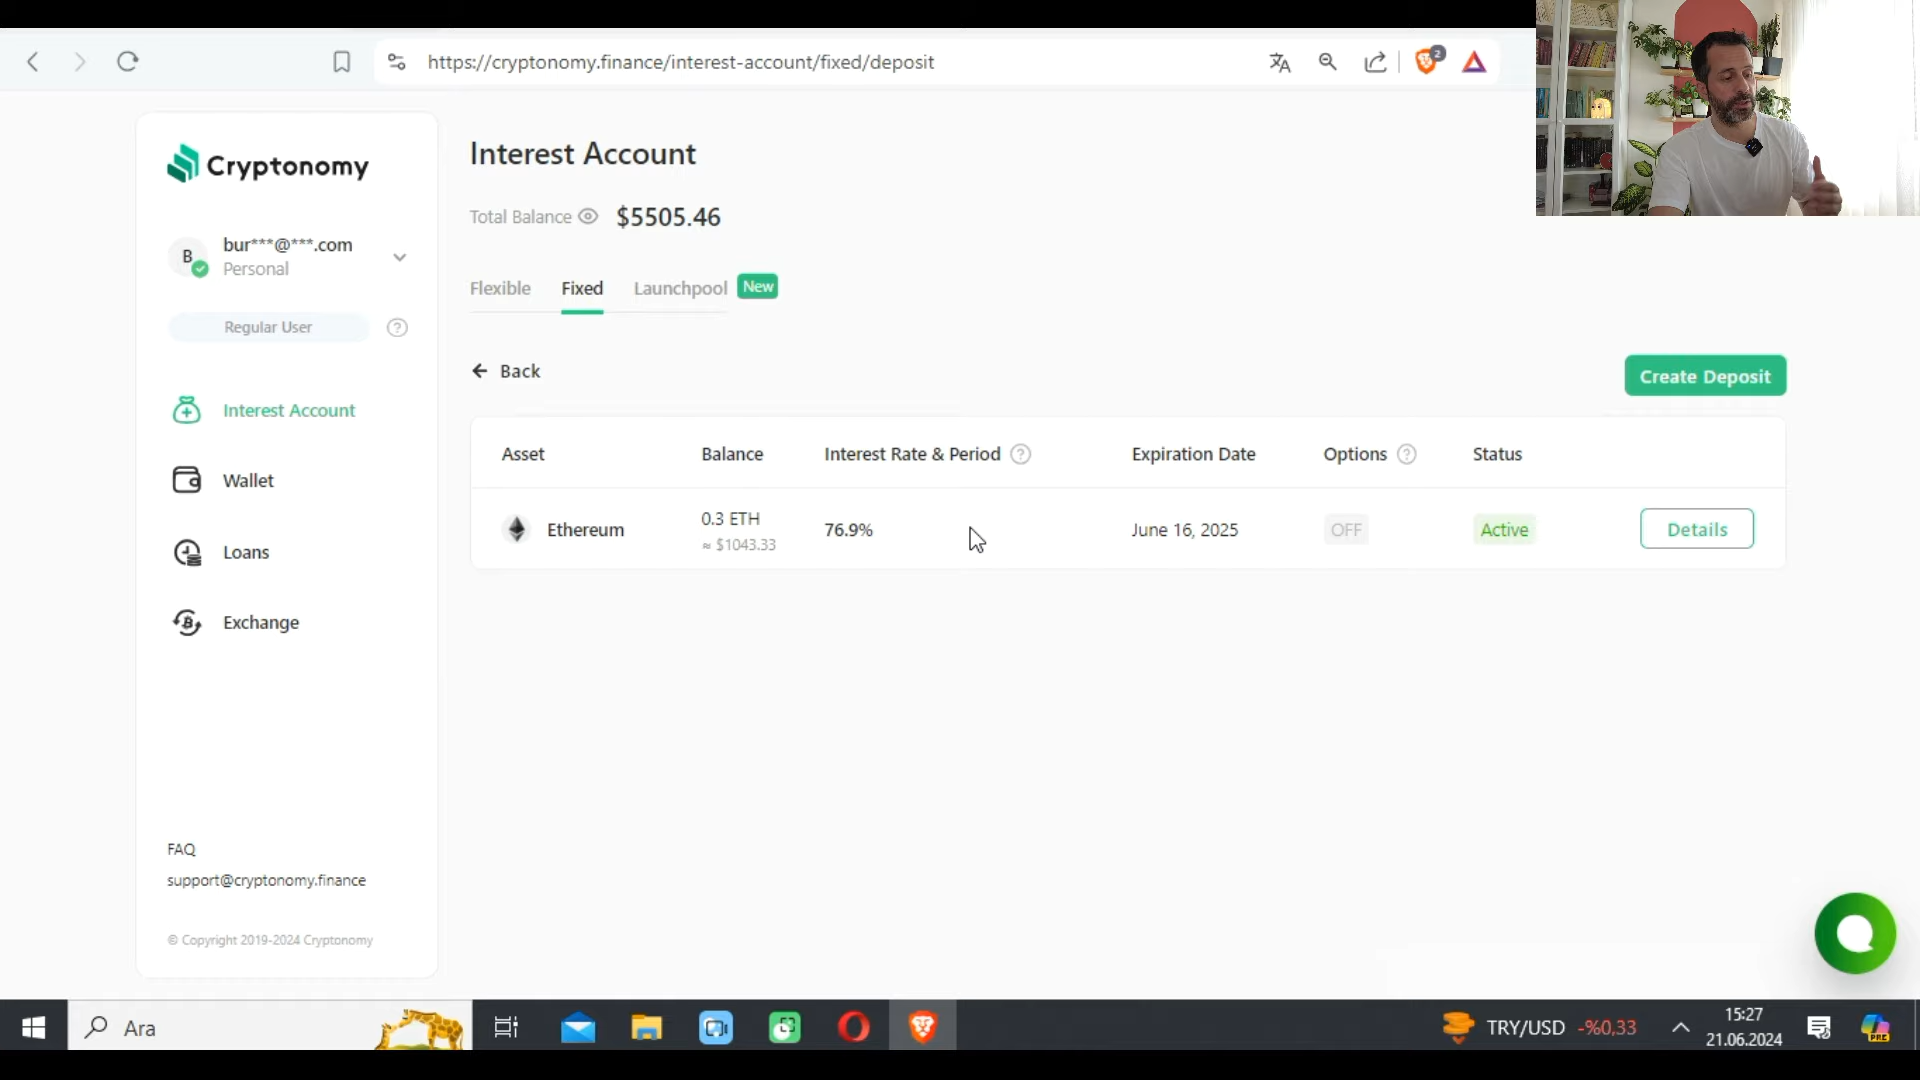 https://cryptonomy.finance/interest-account/fixed/deposit
2
Cryptonomy
B
bur***@***.com
Personal
Regular User
?
Interest Account
Wallet
Loans
Exchange
FAQ
support@cryptonomy.finance
© Copyright 2019-2024 Cryptonomy
Interest Account
Total Balance $5505.46
Flexible Fixed Launchpool New
Back
Create Deposit
Asset Balance Interest Rate & Period ? Expiration Date Options ? Status
Ethereum 0.3 ETH 76.9% June 16, 2025 OFF Active Details
≈ $1043.33
Ara
TRY/USD -%0,33
15:27
21.06.2024
PRE